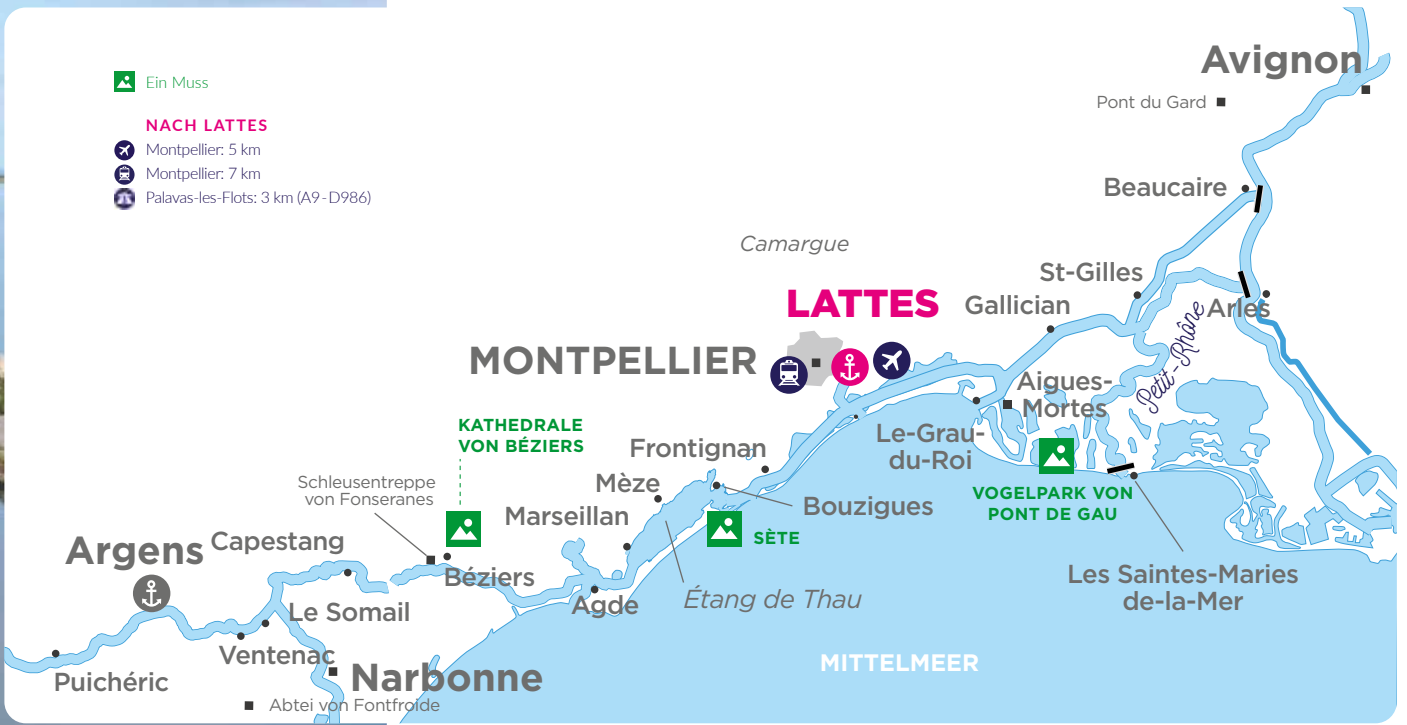 Ein Muss
NACH LATTES
Montpellier: 5 km
Montpellier: 7 km
Palavas-les-Flots: 3 km (A9 - D986)
Avignon
Pont du Gard
Beaucaire
Camargue
St-Gilles
LATTES
Gallician
Arles
Petit-Rhône
MONTPELLIER
Aigues-
Mortes
KATHEDRALE
VON BÉZIERS
Frontignan
Le-Grau-
du-Roi
Schleusentreppe
von Fonseranes
Mèze
Bouzigues
VOGELPARK VON
PONT DE GAU
Marseillan
SÈTE
Argens
Capestang
Béziers
Les Saintes-Maries
de-la-Mer
Agde
Étang de Thau
Le Somail
Ventenac
MITTELMEER
Puichéric
Narbonne
Abtei von Fontfroide